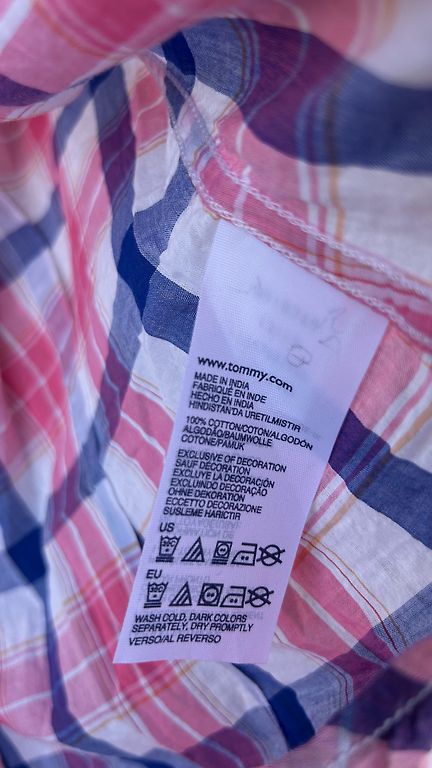 www.tommy.com
MADE IN INDIA
FABRIQUÉ EN INDE
HECHO EN INDE
HINDISTAN'DA URETILMISTIR
100% COTTON/COTON/ALGODÓN
ALGODÃO/BAUMWOLLE
COTONE/PAMUK
EXCLUSIVE OF DECORATION
SAUF DÉCORATION
EXCLUYE LA DECORACIÓN
EXCLUINDO DECORAÇÃO
OHNE DEKORATION
ECCETTO DECORAZIONE
SUSLEME HARICTIR
US
EU
WASH COLD, DARK COLORS
SEPARATELY, DRY PROMPTLY
VERSO/AL REVERSO